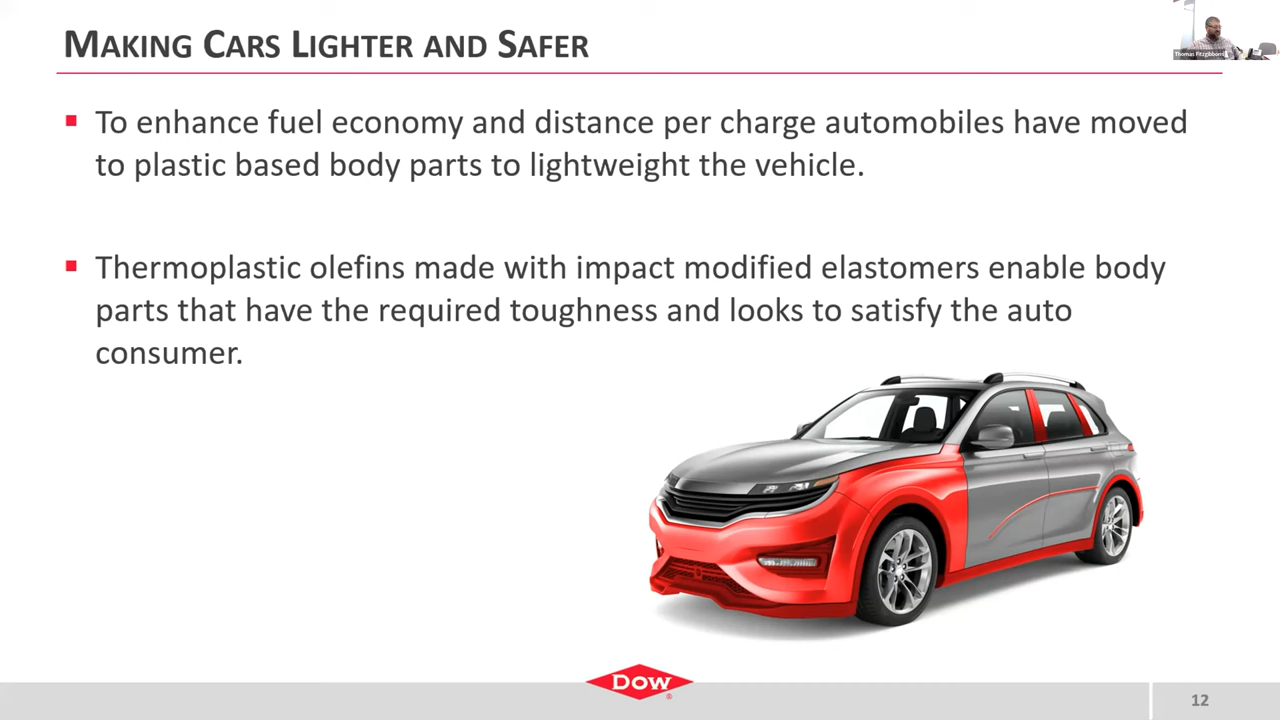 MAKING CARS LIGHTER AND SAFER
Thomas Fitzgibbons
To enhance fuel economy and distance per charge automobiles have moved
to plastic based body parts to lightweight the vehicle.
Thermoplastic olefins made with impact modified elastomers enable body
parts that have the required toughness and looks to satisfy the auto
consumer.
DOW
®
12